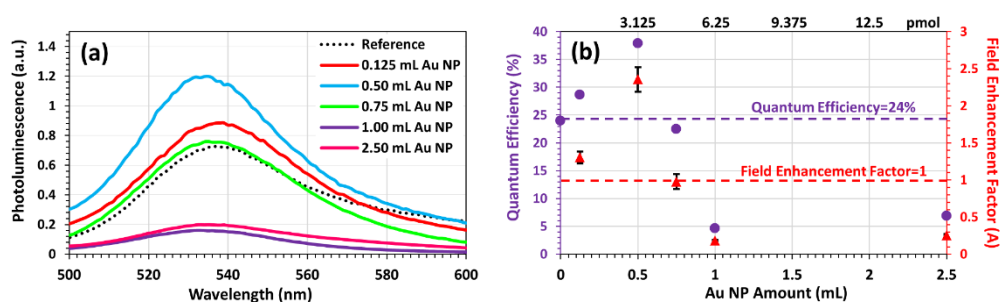 (a)
Photoluminescence (a.u.)
1.4
1.2
1.0
0.8
0.6
0.4
0.2
0
500
520
540
560
580
600
Wavelength (nm)
Reference
0.125 mL Au NP
0.50 mL Au NP
0.75 mL Au NP
1.00 mL Au NP
2.50 mL Au NP
(b)
3.125
6.25
9.375
12.5
pmol
Quantum Efficiency (%)
40
35
30
25
20
15
10
5
0
Quantum Efficiency=24%
Field Enhancement Factor=1
3
2.5
2
1.5
1
0.5
0
Field Enhancement Factor (A)
0
0.5
1
1.5
2
2.5
Au NP Amount (mL)